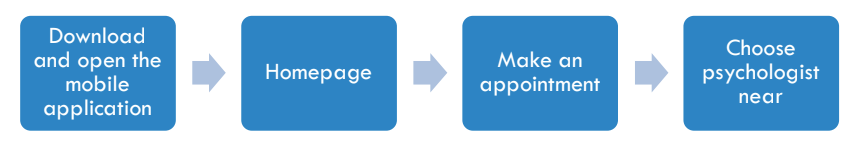 Download
and open the
mobile
application
Homepage
Make an
appointment
Choose
psychologist
near